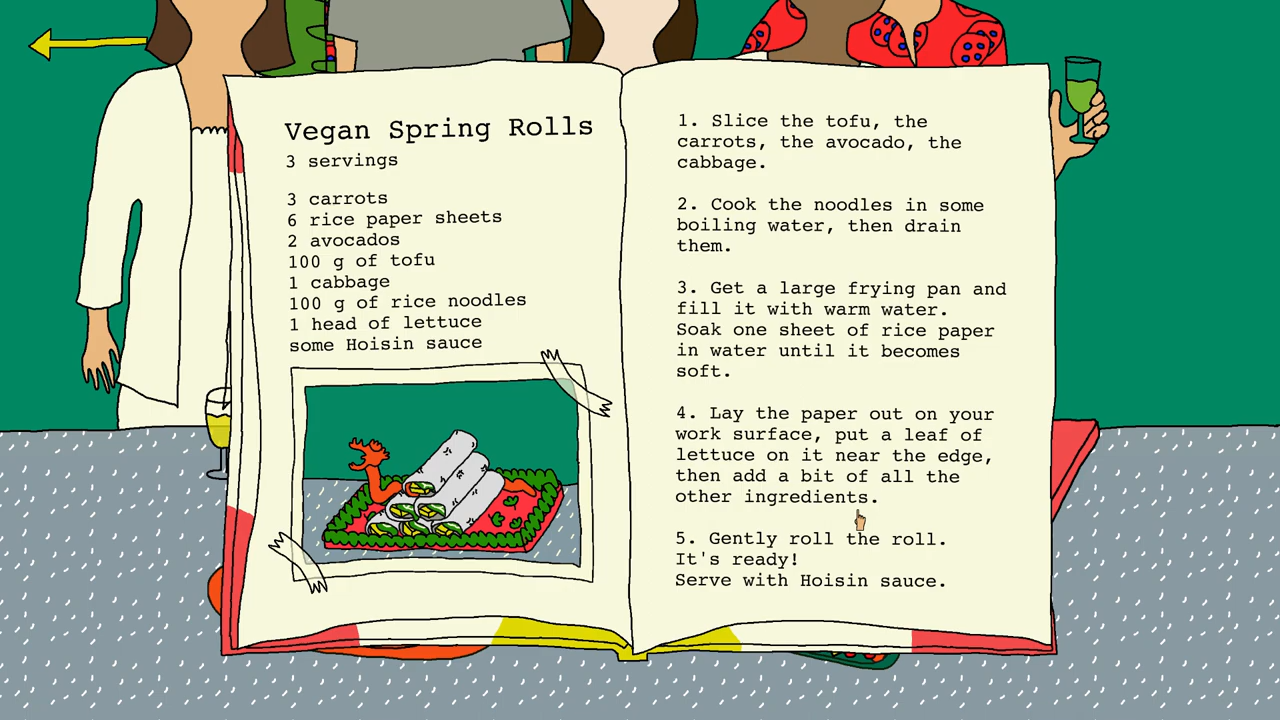 Vegan Spring Rolls
3 servings
3 carrots
6 rice paper sheets
2 avocados
100 g of tofu
1 cabbage
100 g of rice noodles
1 head of lettuce
some Hoisin sauce
1. Slice the tofu, the
carrots, the avocado, the
cabbage.
2. Cook the noodles in some
boiling water, then drain
them.
3. Get a large frying pan and
fill it with warm water.
Soak one sheet of rice paper
in water until it becomes
soft.
4. Lay the paper out on your
work surface, put a leaf of
lettuce on it near the edge,
then add a bit of all the
other ingredients.
5. Gently roll the roll.
It's ready!
Serve with Hoisin sauce.